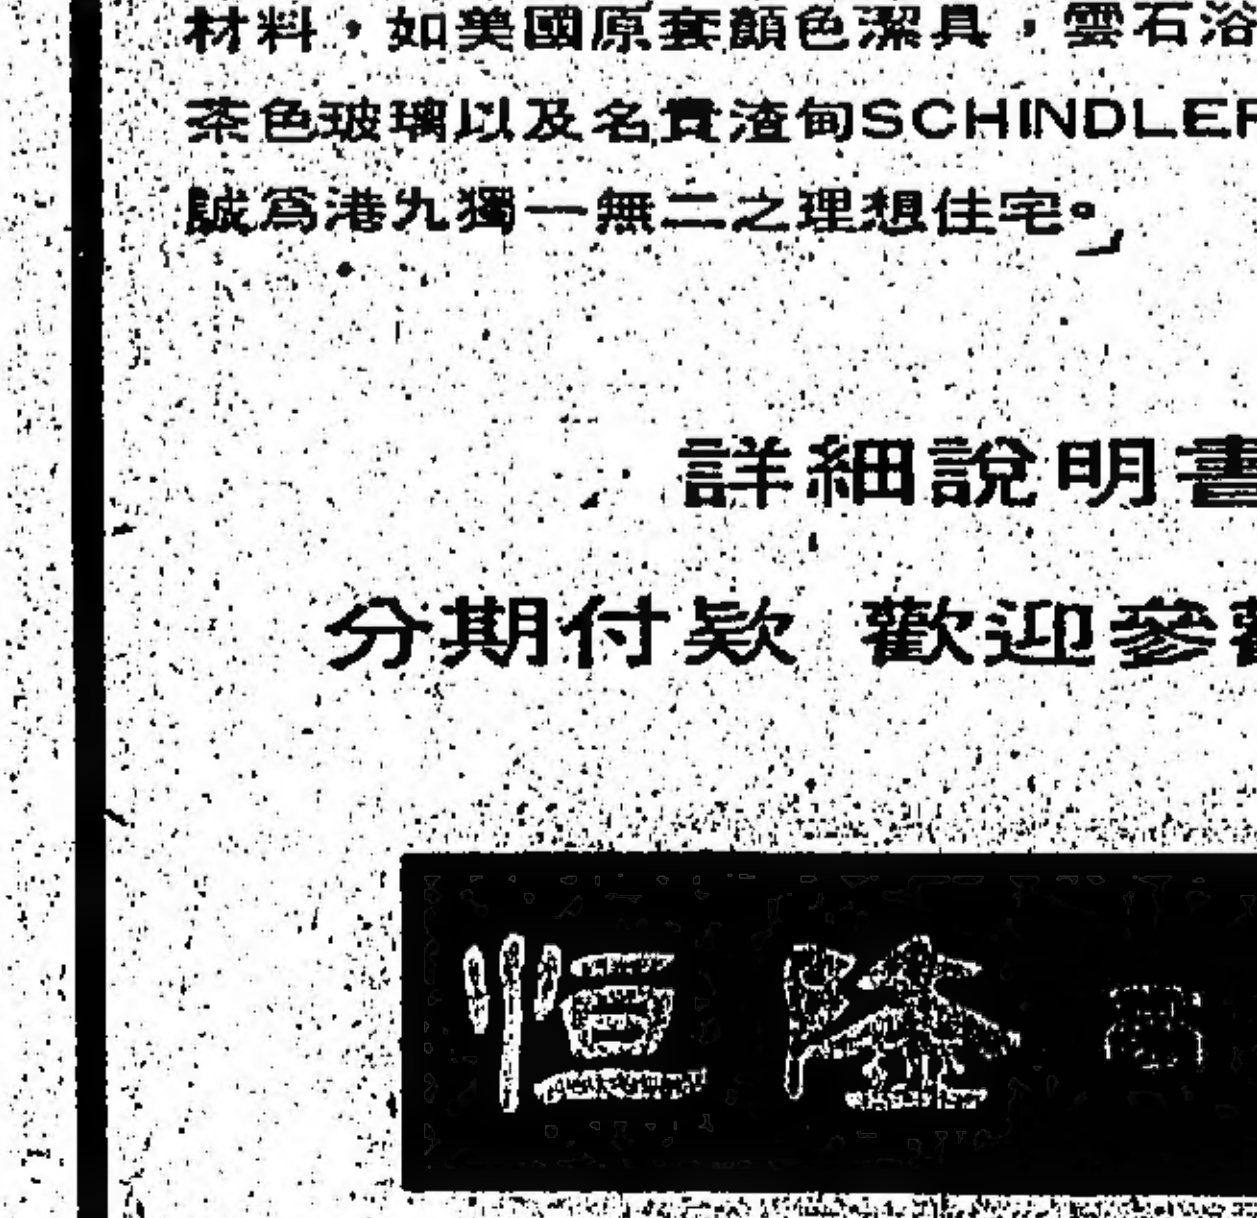 材料，如美國原套顏色潔具，雲石浴
茶色玻璃以及名貴渣甸SCHINDLER
誠爲港九獨一無二之理想住宅。
詳細說明書
分期付欵 歡迎參觀
恒隆